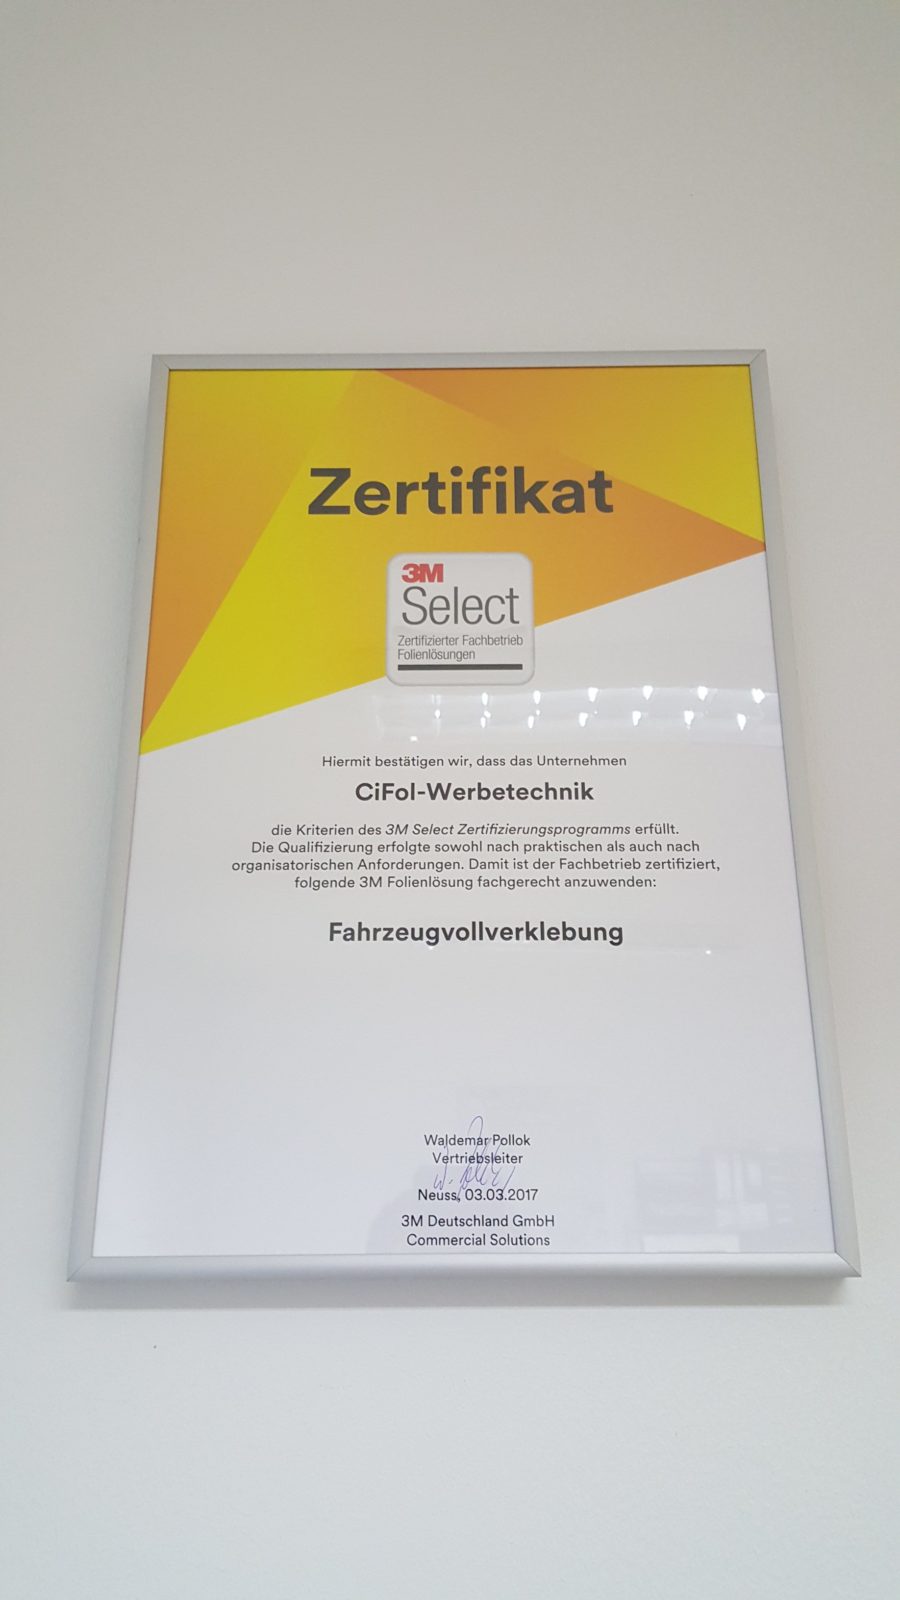 Zertifikat
3M
Select
Zertifizierter Fachbetrieb
Folienlösungen
Hiermit bestätigen wir, dass das Unternehmen
CiFol-Werbetechnik
die Kriterien des 3M Select Zertifizierungsprogramms erfüllt.
Die Qualifizierung erfolgte sowohl nach praktischen als auch nach
organisatorischen Anforderungen. Damit ist der Fachbetrieb zertifiziert,
folgende 3M Folienlösung fachgerecht anzuwenden:
Fahrzeugvollverklebung
Waldemar Pollok
Vertriebsleiter
Neuss, 03.03.2017
3M Deutschland GmbH
Commercial Solutions